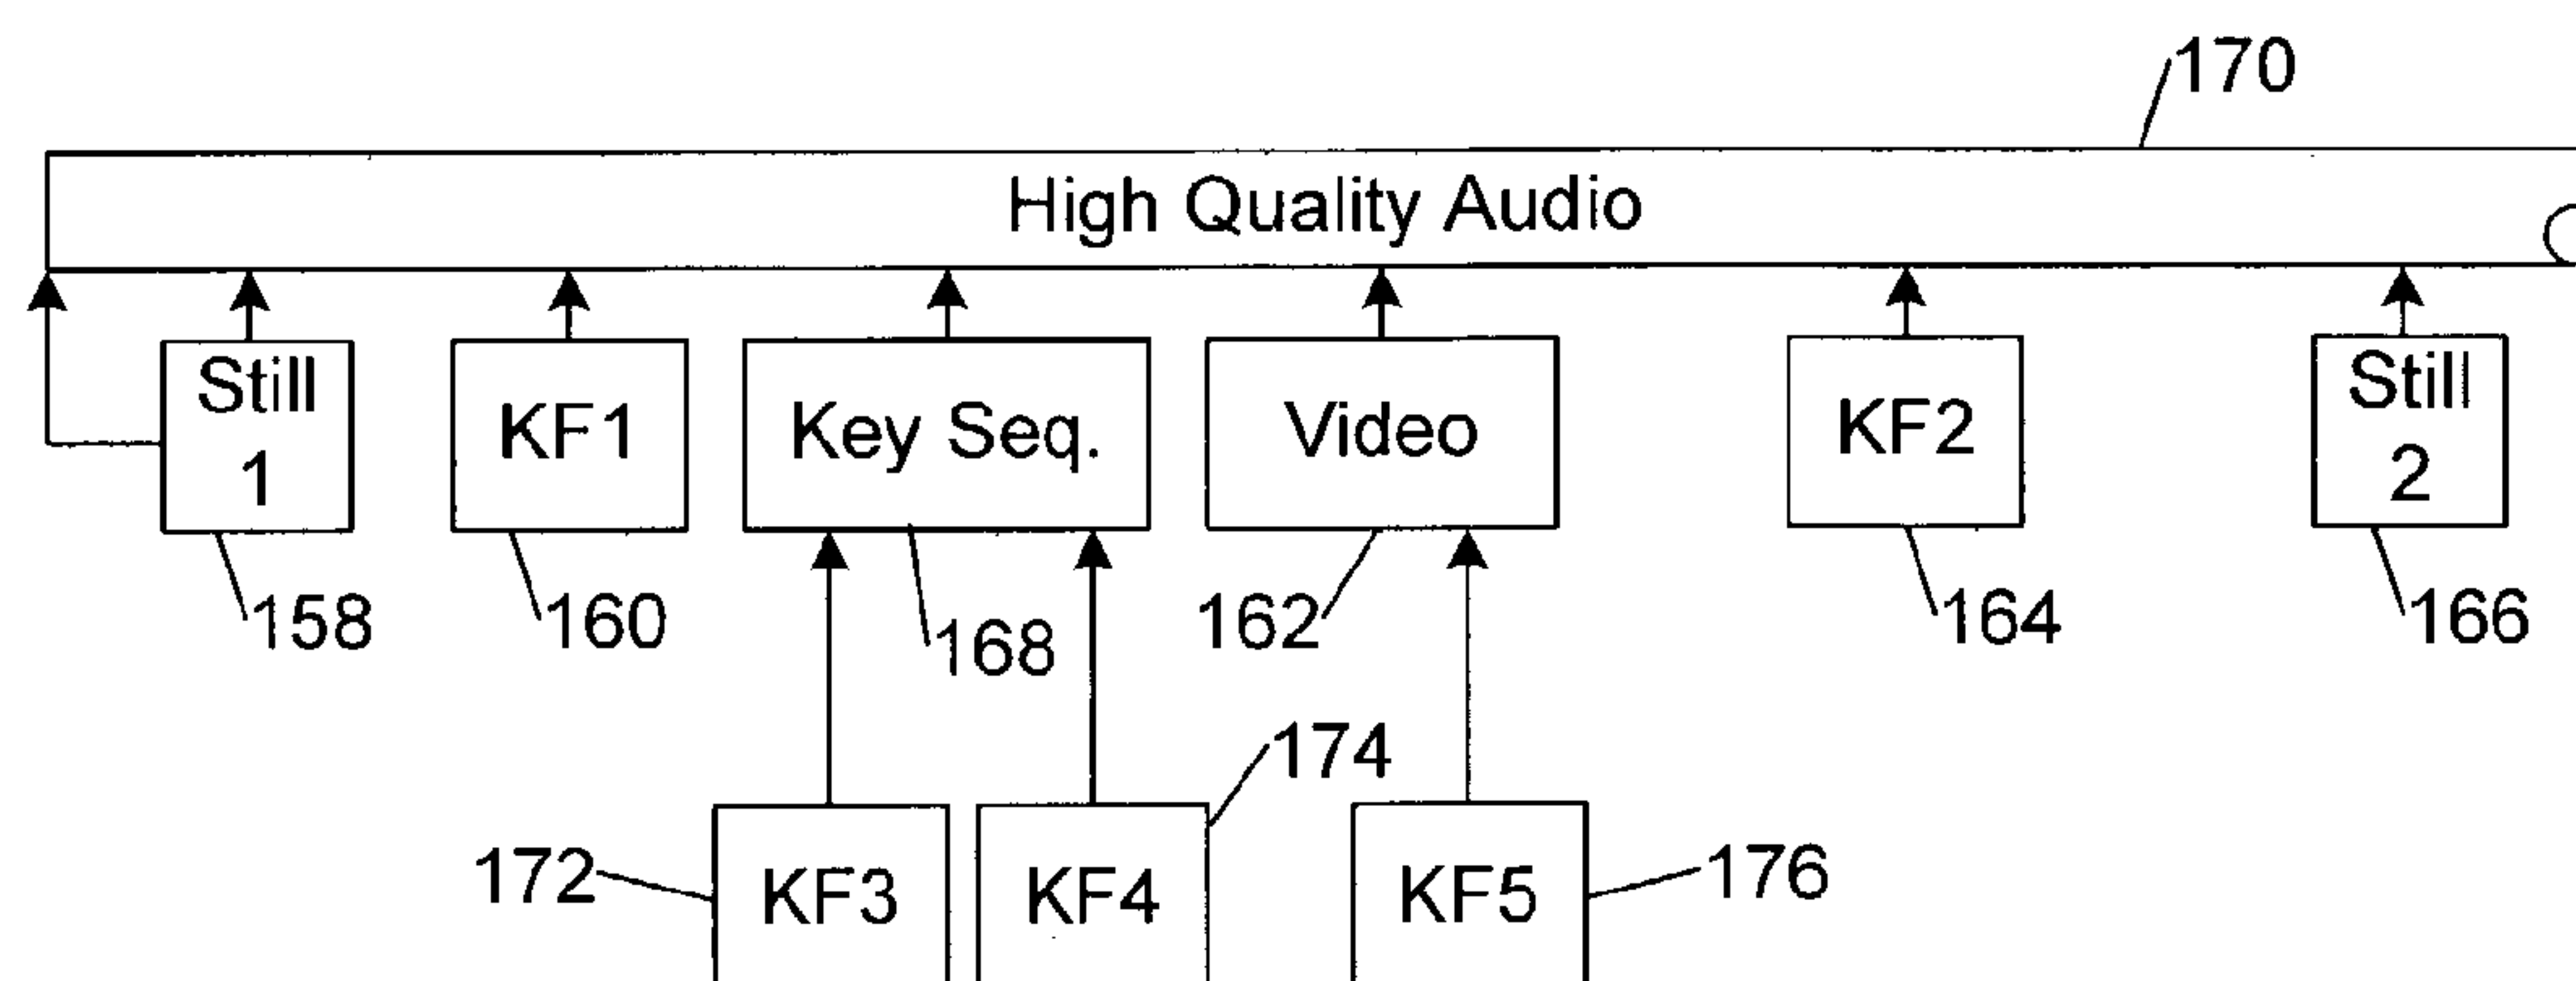 170
High Quality Audio
Still
1
KF1
Key Seq.
Video
KF2
Still
2
158
160
168
162
164
166
174
172
KF3
KF4
KF5
176